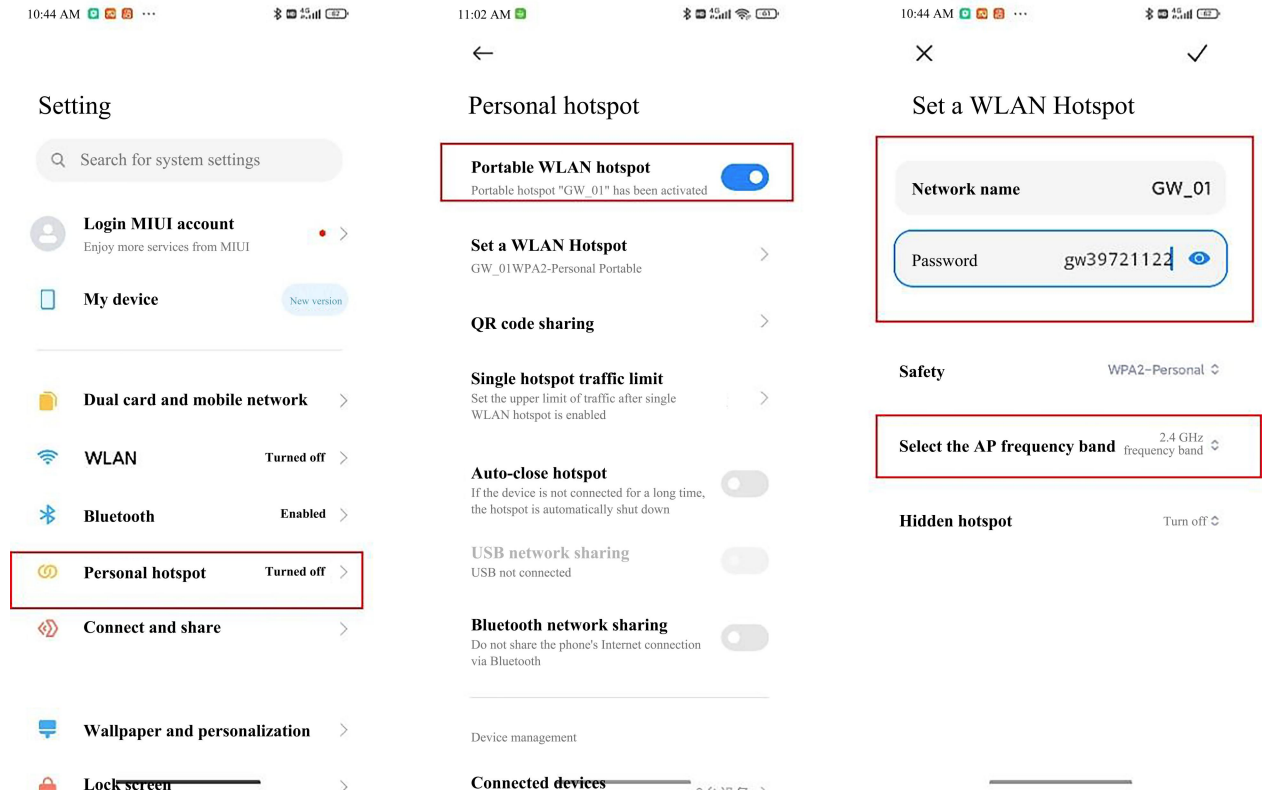 10:44 AM
4G
62
Setting
Search for system settings
Login MIUI account
Enjoy more services from MIUI
My device
New version
Dual card and mobile network
WLAN
Turned off
Bluetooth
Enabled
Personal hotspot
Turned off
Connect and share
Wallpaper and personalization
Lock screen
11:02 AM
4G
61
Personal hotspot
Portable WLAN hotspot
Portable hotspot "GW_01" has been activated
Set a WLAN Hotspot
GW_01WPA2-Personal Portable
QR code sharing
Single hotspot traffic limit
Set the upper limit of traffic after single
WLAN hotspot is enabled
Auto-close hotspot
If the device is not connected for a long time,
the hotspot is automatically shut down
USB network sharing
USB not connected
Bluetooth network sharing
Do not share the phone's Internet connection
via Bluetooth
Device management
Connected devices
10:44 AM
4G
62
Set a WLAN Hotspot
Network name
GW_01
Password
gw39721122
Safety
WPA2-Personal
Select the AP frequency band
2.4 GHz
frequency band
Hidden hotspot
Turn off